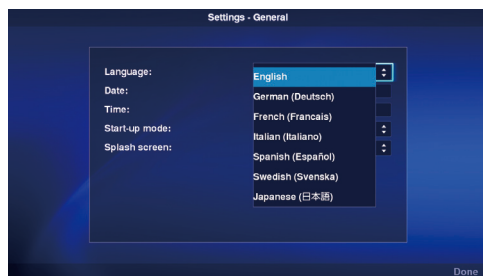 Settings - General
Language:
English
Date:
German (Deutsch)
Time:
French (Francais)
Start-up mode:
Italian (Italiano)
Splash screen:
Spanish (Español)
Swedish (Svenska)
Japanese (日本語)
Done